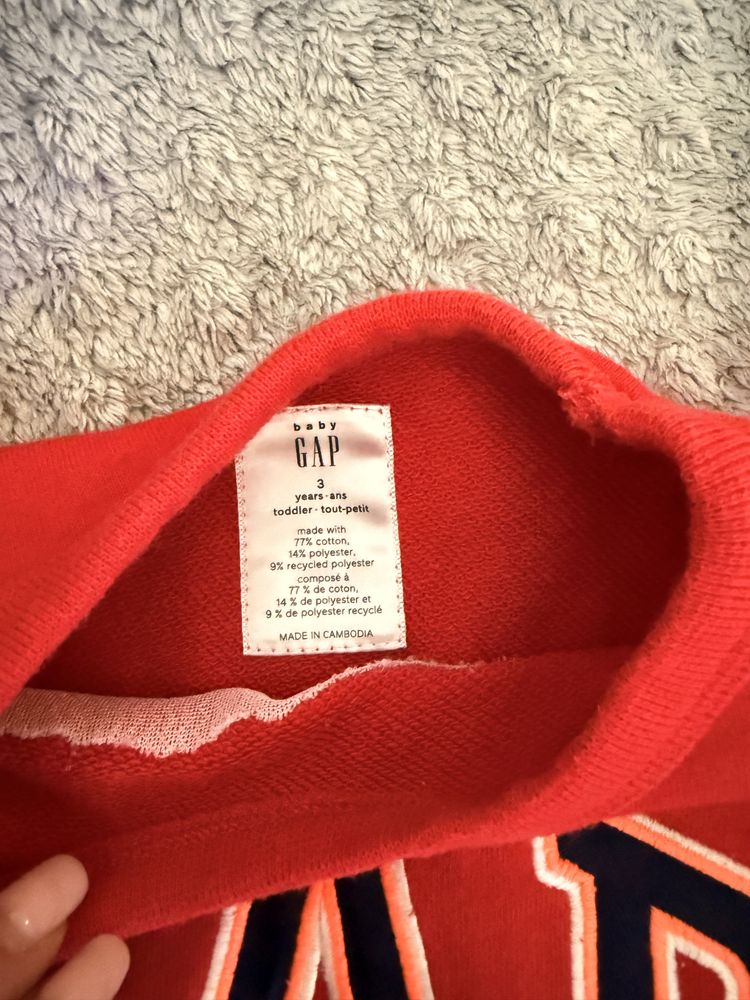 baby
GAP
3
years·ans
toddler·tout-petit
made with
77% cotton,
14% polyester,
9% recycled polyester
composé à
77 % de coton,
14 % de polyester et
9 % de polyester recyclé
MADE IN CAMBODIA